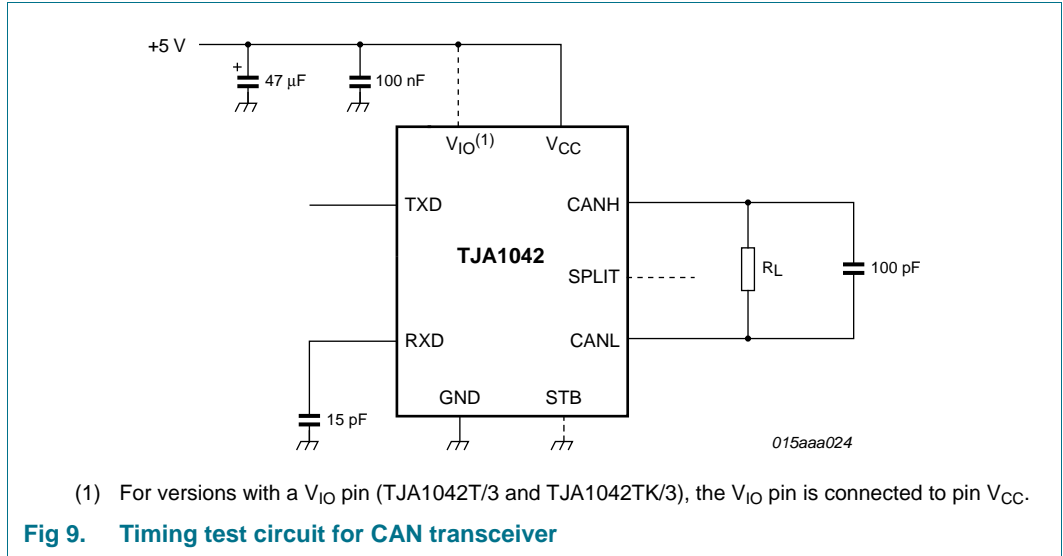 +5 V
+
47 μF
100 nF
VIO(1)
VCC
TXD
CANH
TJA1042
SPLIT
RL
100 pF
RXD
CANL
GND
STB
15 pF
015aaa024
(1) For versions with a VIO pin (TJA1042T/3 and TJA1042TK/3), the VIO pin is connected to pin VCC.
Fig 9. Timing test circuit for CAN transceiver